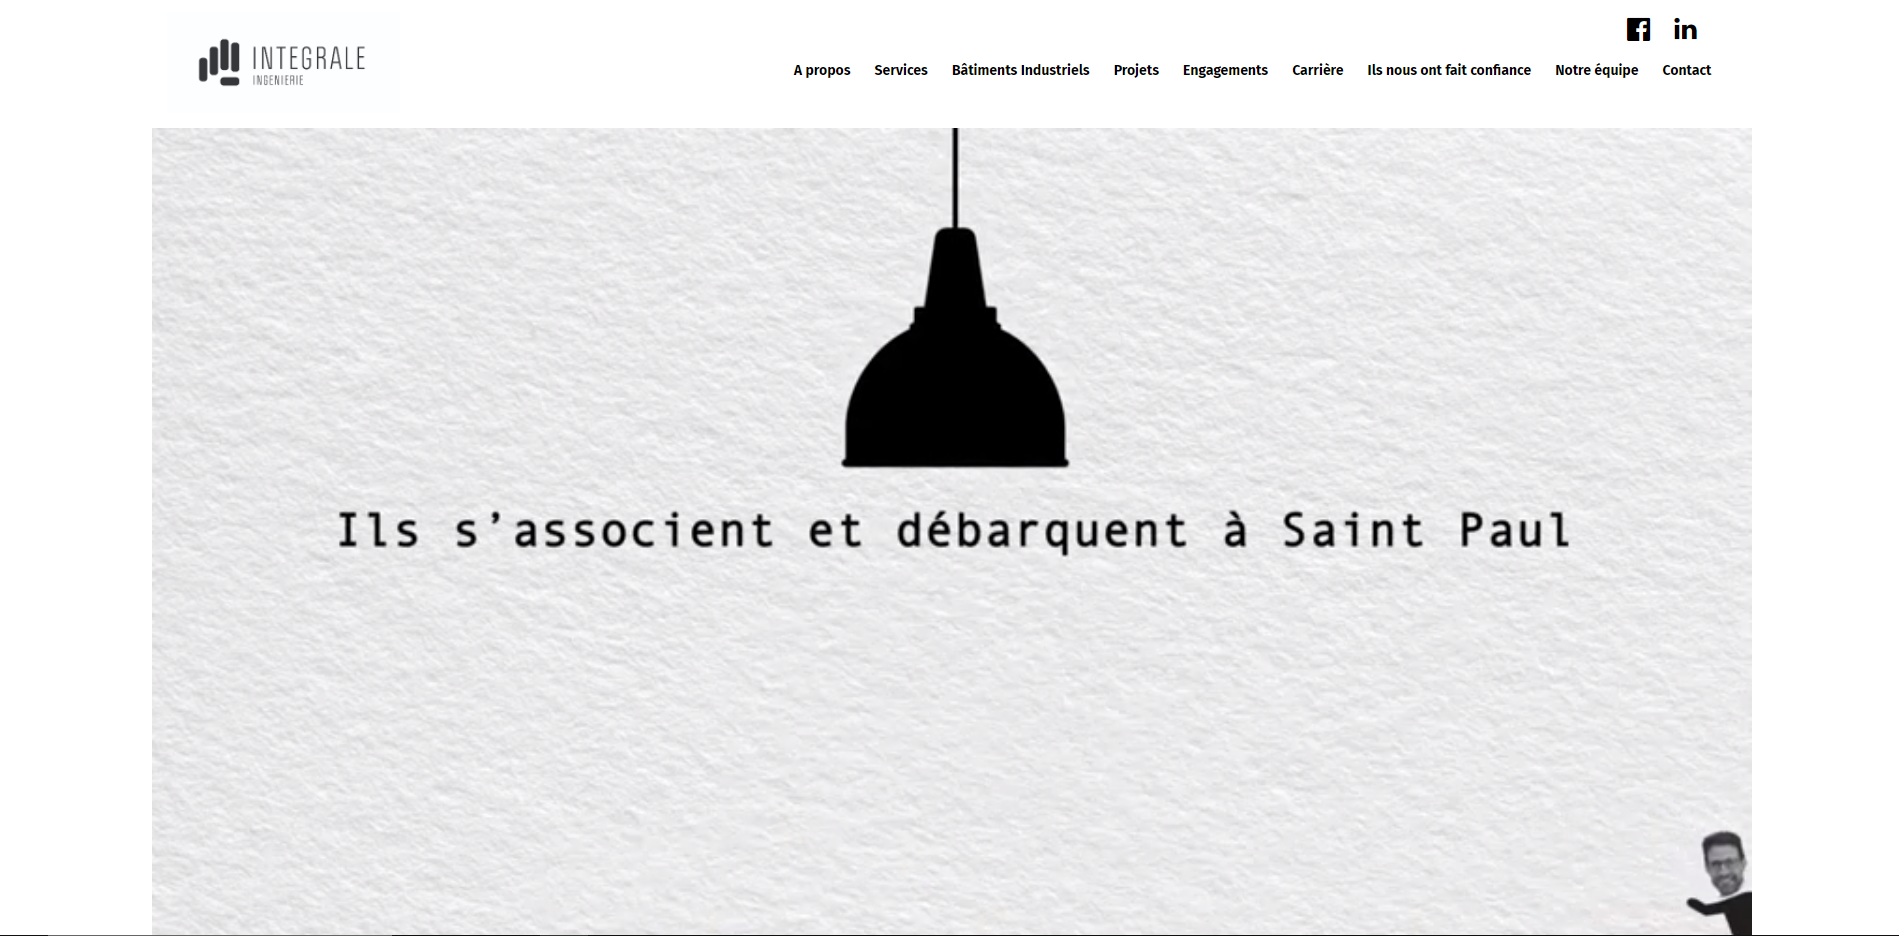 INTEGRALE
INGENIERIE
A propos Services Bâtiments Industriels Projets Engagements Carrière Ils nous ont fait confiance Notre équipe Contact
Ils s’associent et débarquent à Saint Paul